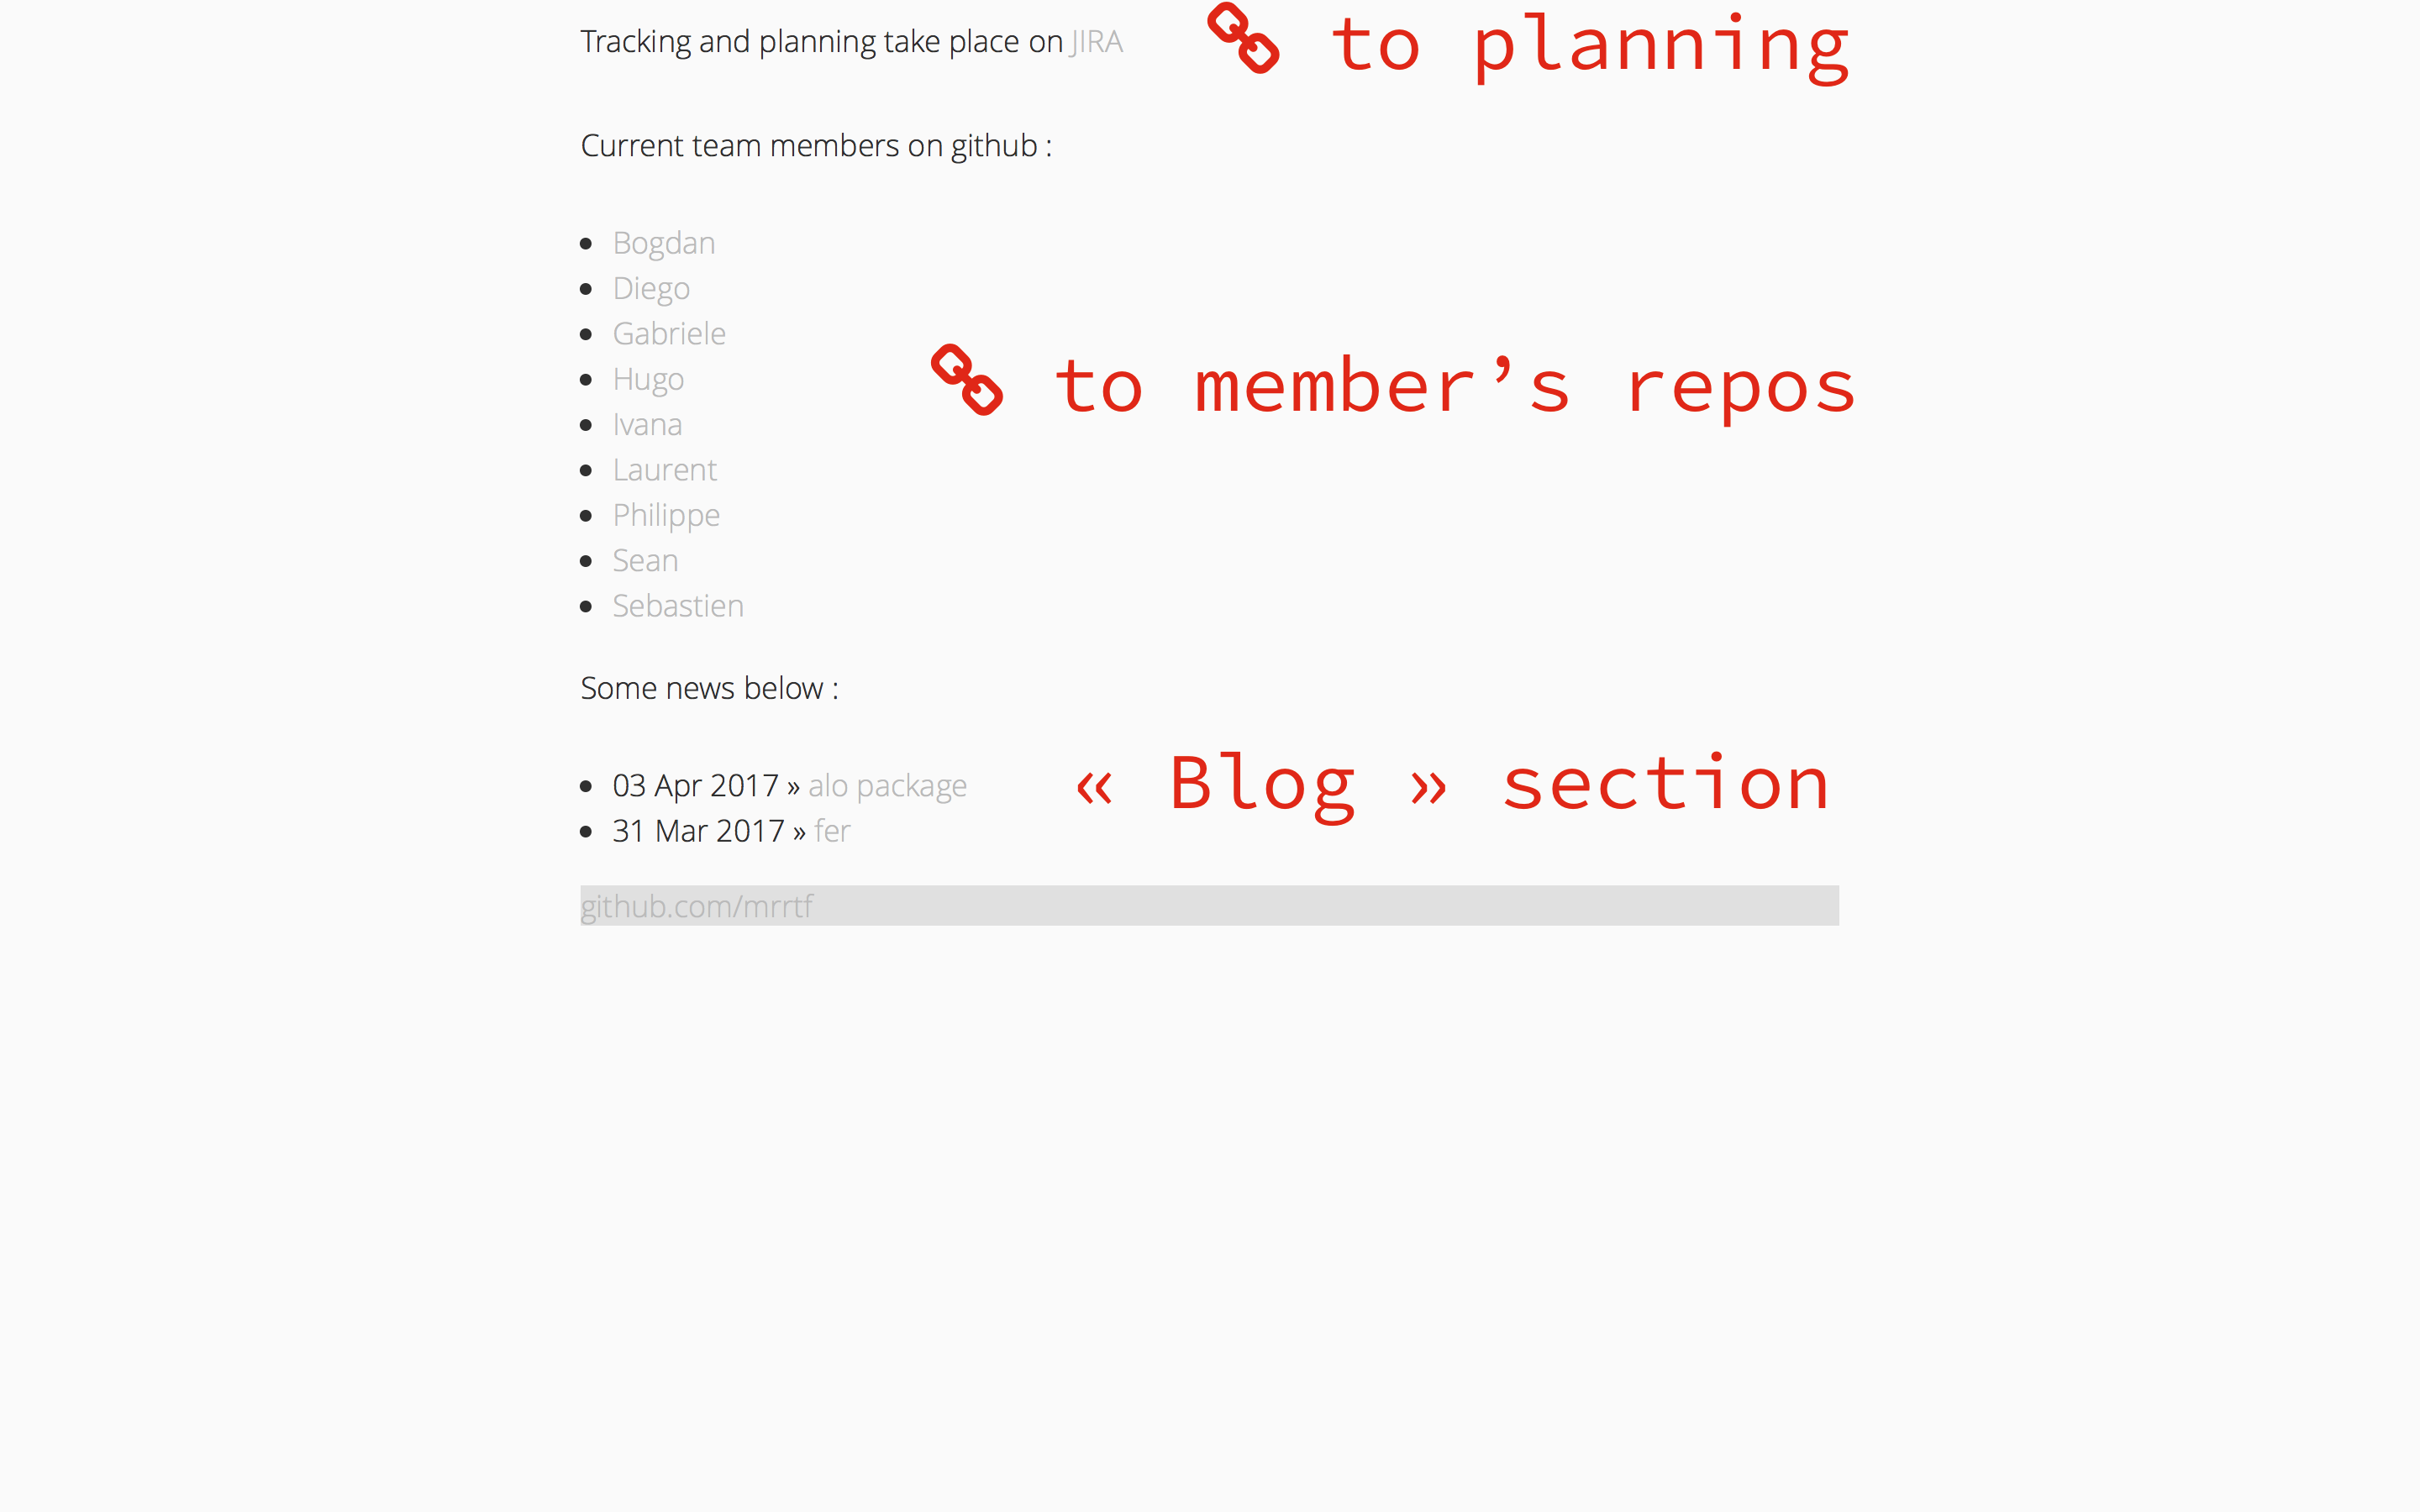 Tracking and planning take place on JIRA
to planning
Current team members on github :
Bogdan
Diego
Gabriele
Hugo
to member’s repos
Ivana
Laurent
Philippe
Sean
Sebastien
Some news below :
03 Apr 2017 » alo package
31 Mar 2017 » fer
« Blog » section
github.com/mrrtf